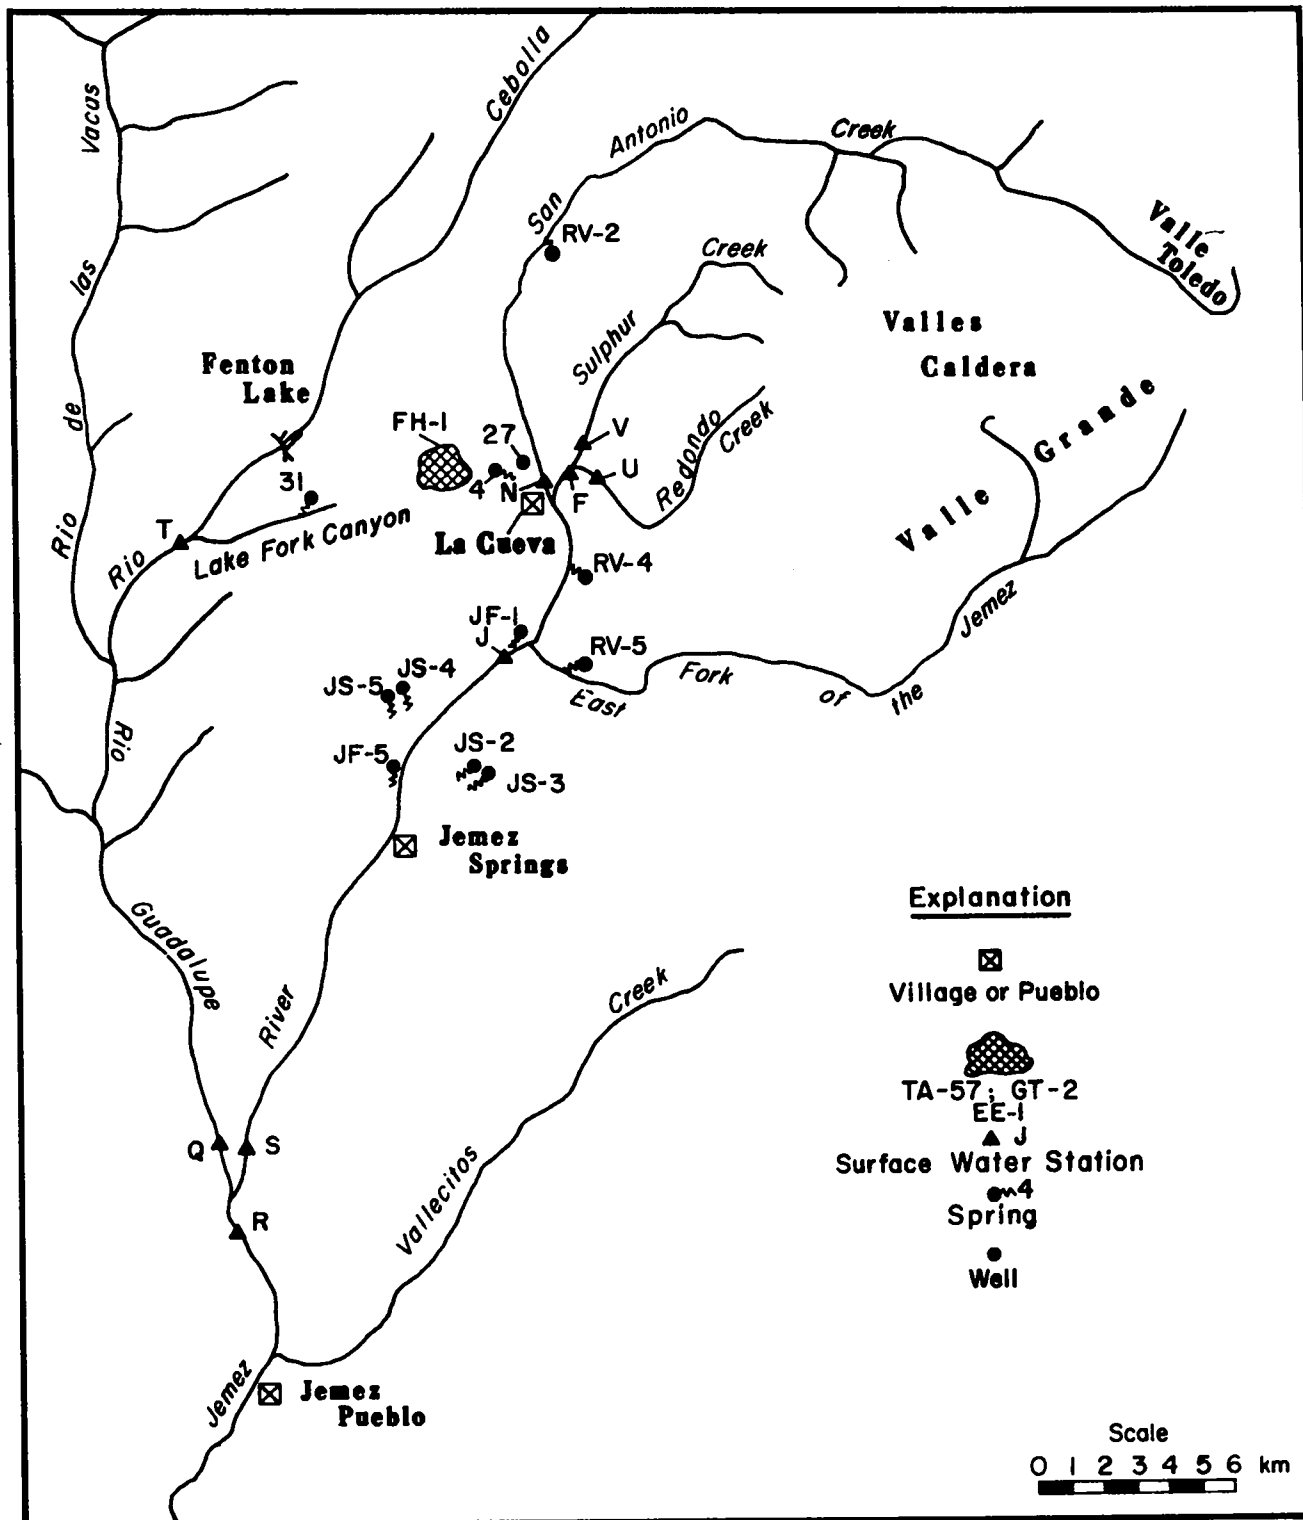 Cebolla
Vacas
Antonio
Creek
San
RV-2
Valle
Toledo
Creek
las
Sulphur
Valles
Caldera
Fenton
Lake
de
FH-1
27
V
Redondo
Creek
Grande
31
4
N
U
F
Valle
Rio
T
Rio
Lake Fork Canyon
La Cueva
RV-4
JF-1
J
RV-5
Jemez
JS-4
JS-5
East
Fork
of
the
Rio
JF-5
JS-2
JS-3
Jemez
Springs
Guadalupe
River
Creek
Explanation
Village or Pueblo
TA-57; GT-2
EE-1
J
Surface Water Station
4
Spring
Well
Q
S
R
Vallecitos
Jemez
Jemez
Pueblo
Scale
0 1 2 3 4 5 6 km